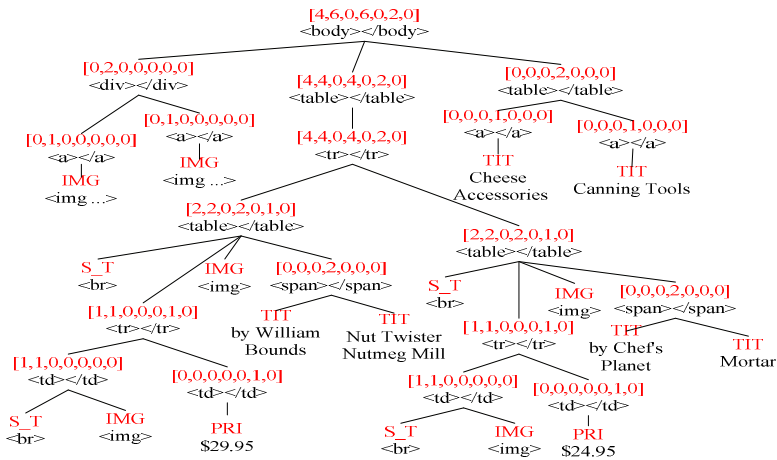 [4,6,0,6,0,2,0]
<body></body>
[0,2,0,0,0,0,0]
<div></div>
[4,4,0,4,0,2,0]
<table></table>
[0,0,0,2,0,0,0]
<table></table>
[0,1,0,0,0,0,0]
<a></a>
IMG
<img ...>
[0,1,0,0,0,0,0]
<a></a>
IMG
<img ...>
[4,4,0,4,0,2,0]
<tr></tr>
[0,0,0,1,0,0,0]
<a></a>
TIT
Cheese
Accessories
[0,0,0,1,0,0,0]
<a></a>
TIT
Canning Tools
[2,2,0,2,0,1,0]
<table></table>
[2,2,0,2,0,1,0]
<table></table>
S_T
<br>
IMG
<img>
[0,0,0,2,0,0,0]
<span></span>
TIT
by William
Bounds
TIT
Nut Twister
Nutmeg Mill
[1,1,0,0,0,1,0]
<tr></tr>
[1,1,0,0,0,0,0]
<td></td>
S_T
<br>
IMG
<img>
[0,0,0,0,0,1,0]
<td></td>
PRI
$29.95
S_T
<br>
IMG
<img>
[0,0,0,2,0,0,0]
<span></span>
TIT
by Chef's
Planet
TIT
Mortar
[1,1,0,0,0,1,0]
<tr></tr>
[1,1,0,0,0,0,0]
<td></td>
S_T
<br>
IMG
<img>
[0,0,0,0,0,1,0]
<td></td>
PRI
$24.95